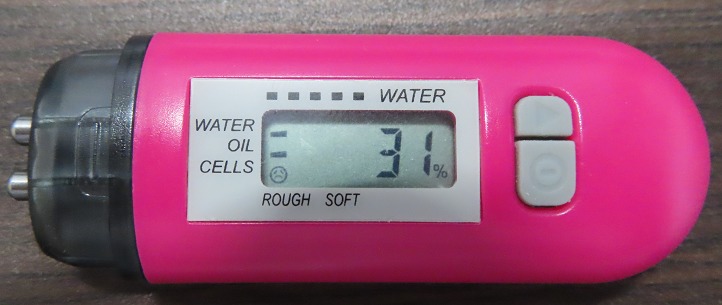 WATER
WATER
OIL
CELLS
31%
ROUGH SOFT